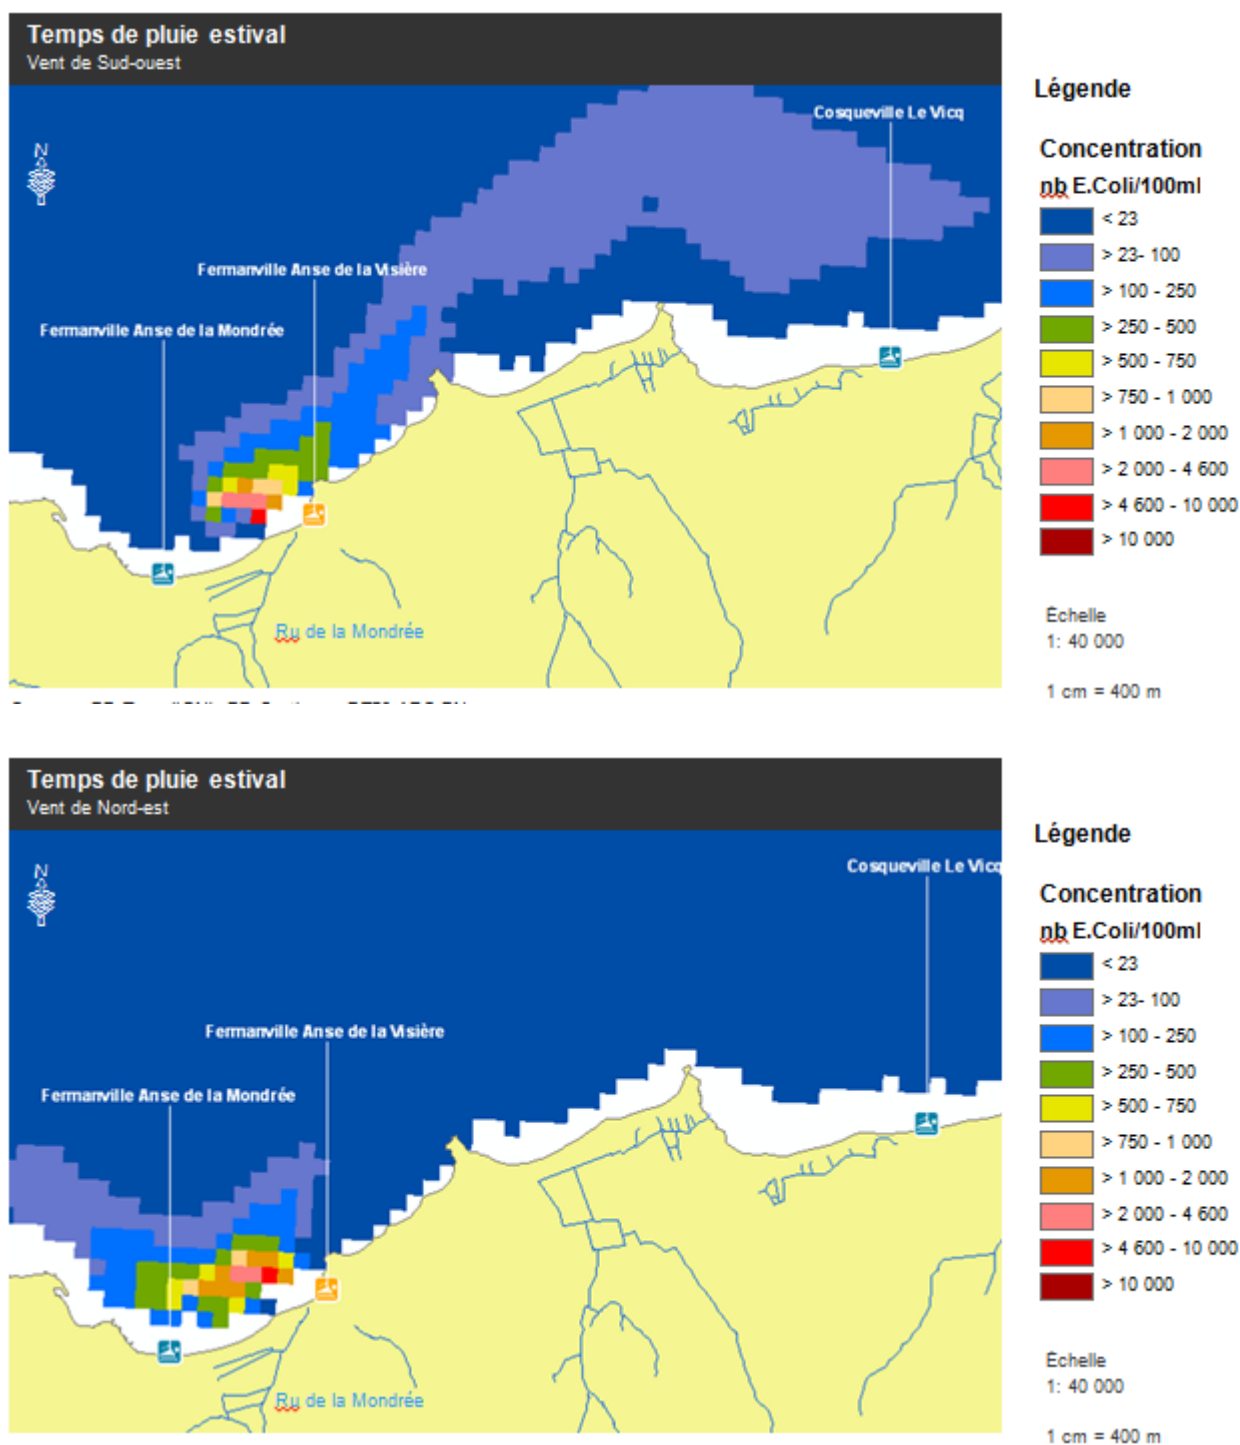 Temps de pluie estival
Vent de Sud-ouest
Cosqueville Le Vicq
N
Fermanville Anse de la Visière
Fermanville Anse de la Mondrée
Ru de la Mondrée
Légende
Concentration
nb E.Coli/100ml
< 23
> 23- 100
> 100 - 250
> 250 - 500
> 500 - 750
> 750 - 1 000
> 1 000 - 2 000
> 2 000 - 4 600
> 4 600 - 10 000
> 10 000
Échelle
1: 40 000
1 cm = 400 m
Temps de pluie estival
Vent de Nord-est
Cosqueville Le Vicq
N
Fermanville Anse de la Visière
Fermanville Anse de la Mondrée
Ru de la Mondrée
Légende
Concentration
nb E.Coli/100ml
< 23
> 23- 100
> 100 - 250
> 250 - 500
> 500 - 750
> 750 - 1 000
> 1 000 - 2 000
> 2 000 - 4 600
> 4 600 - 10 000
> 10 000
Échelle
1: 40 000
1 cm = 400 m